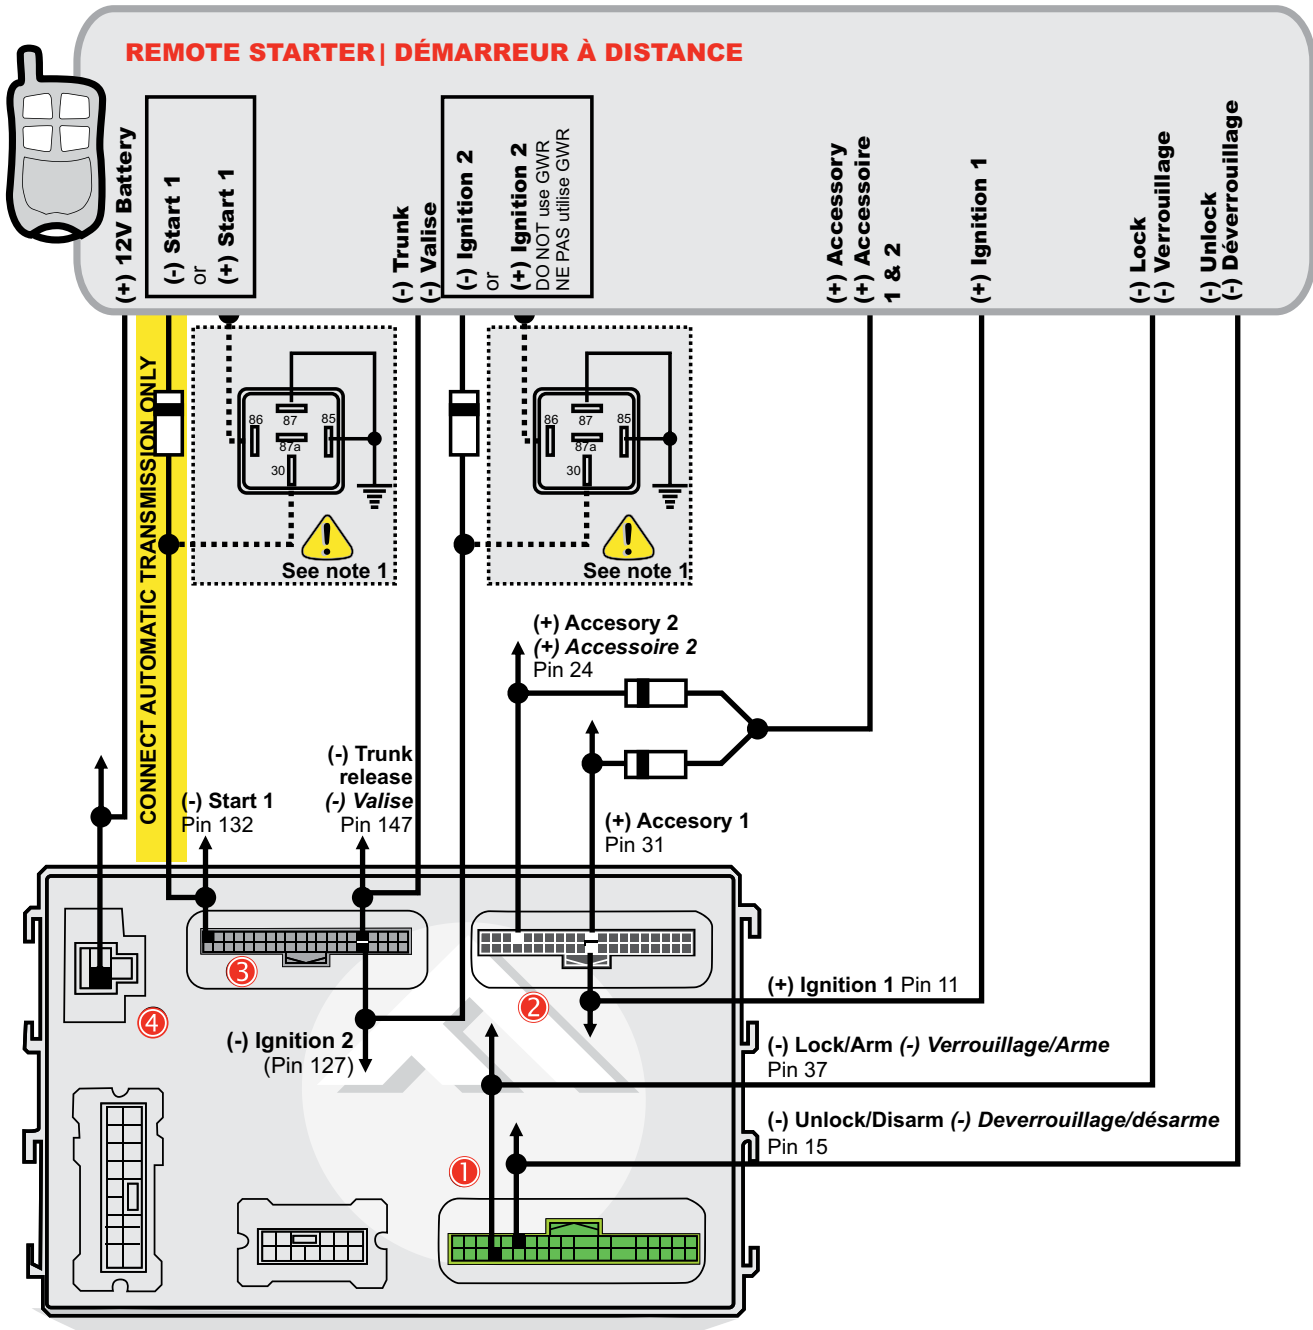 REMOTE STARTER| DÉMARREUR À DISTANCE
(+) 12V Battery
(-) Start 1
or
(+) Start 1
(-) Trunk
(-) Valise
(-) Ignition 2
or
(+) Ignition 2
DO NOT use GWR
NE PAS utilise GWR
(+) Accessory
(+) Accessoire
1 & 2
(+) Ignition 1
(-) Lock
(-) Verrouillage
(-) Unlock
(-) Déverrouillage
CONNECT AUTOMATIC TRANSMISSION ONLY
86
87
85
87a
30
See note 1
86
87
85
87a
30
See note 1
(+) Accesory 2
(+) Accessoire 2
Pin 24
(-) Trunk
release
(-) Valise
Pin 147
(-) Start 1
Pin 132
(+) Accesory 1
Pin 31
3
2
4
(+) Ignition 1 Pin 11
(-) Ignition 2
(Pin 127)
(-) Lock/Arm (-) Verrouillage/Arme
Pin 37
(-) Unlock/Disarm (-) Deverrouillage/désarme
Pin 15
1